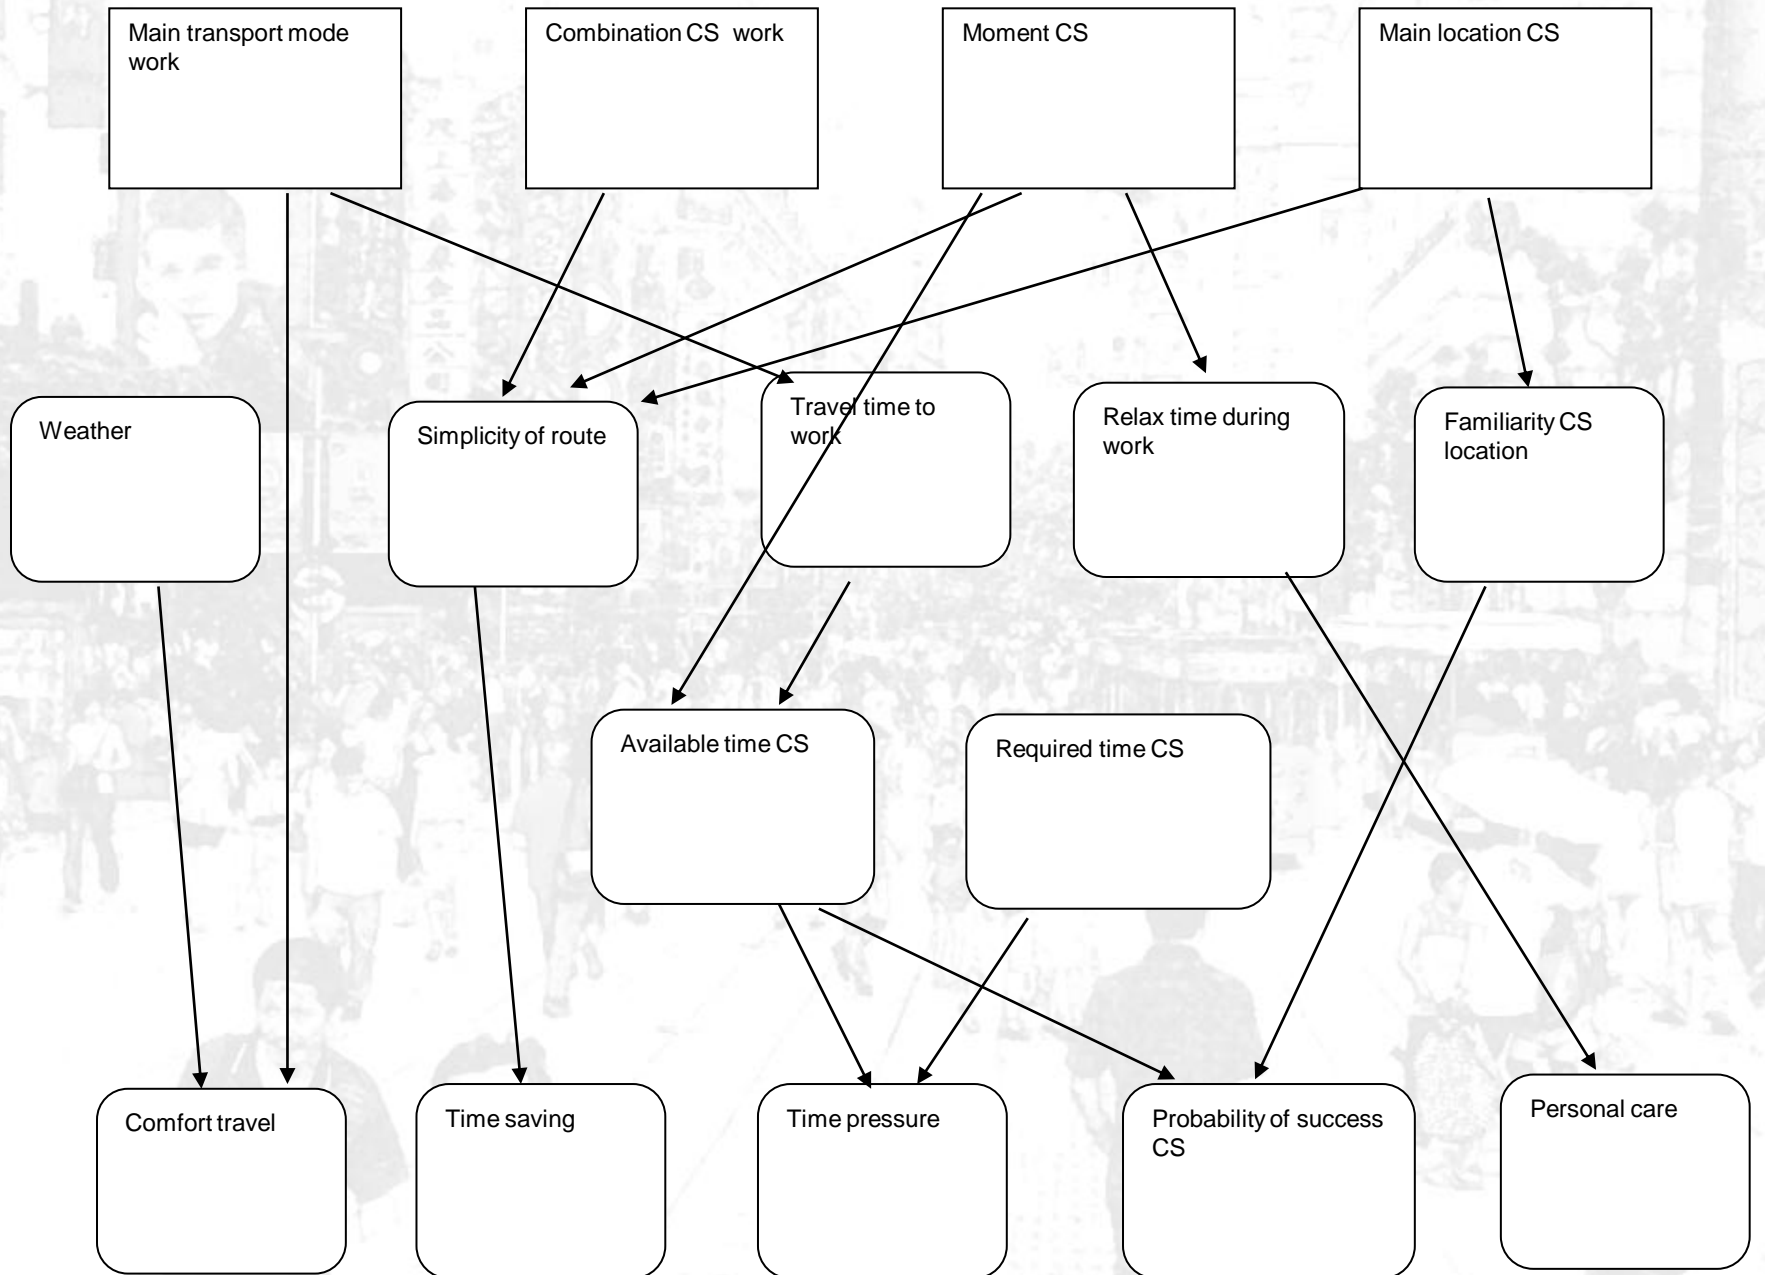 Main transport mode
work
Combination CS work
Moment CS
Main location CS
Weather
Simplicity of route
Travel time to
work
Relax time during
work
Familiarity CS
location
Available time CS
Required time CS
Comfort travel
Time saving
Time pressure
Probability of success
CS
Personal care